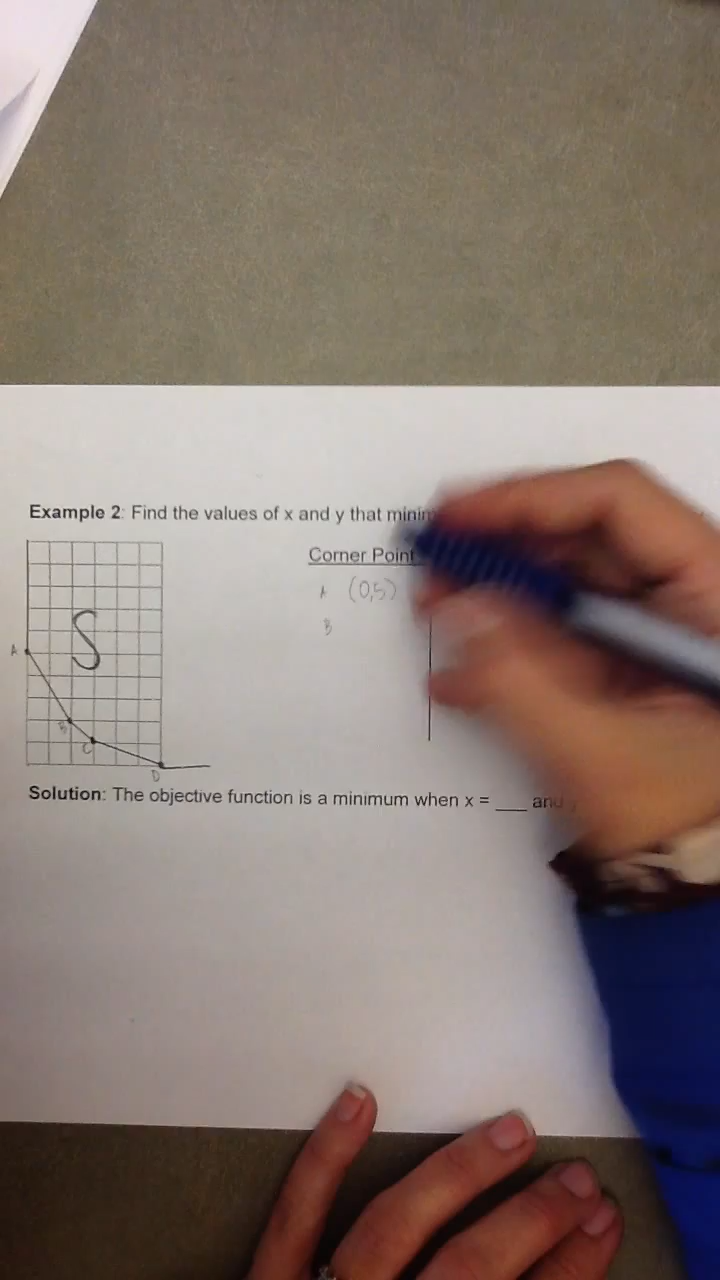 Example 2: Find the values of x and y that
Corner Point
A (0,5)
B
S
A
B
C
D
Solution: The objective function is a minimum when x = ___ and